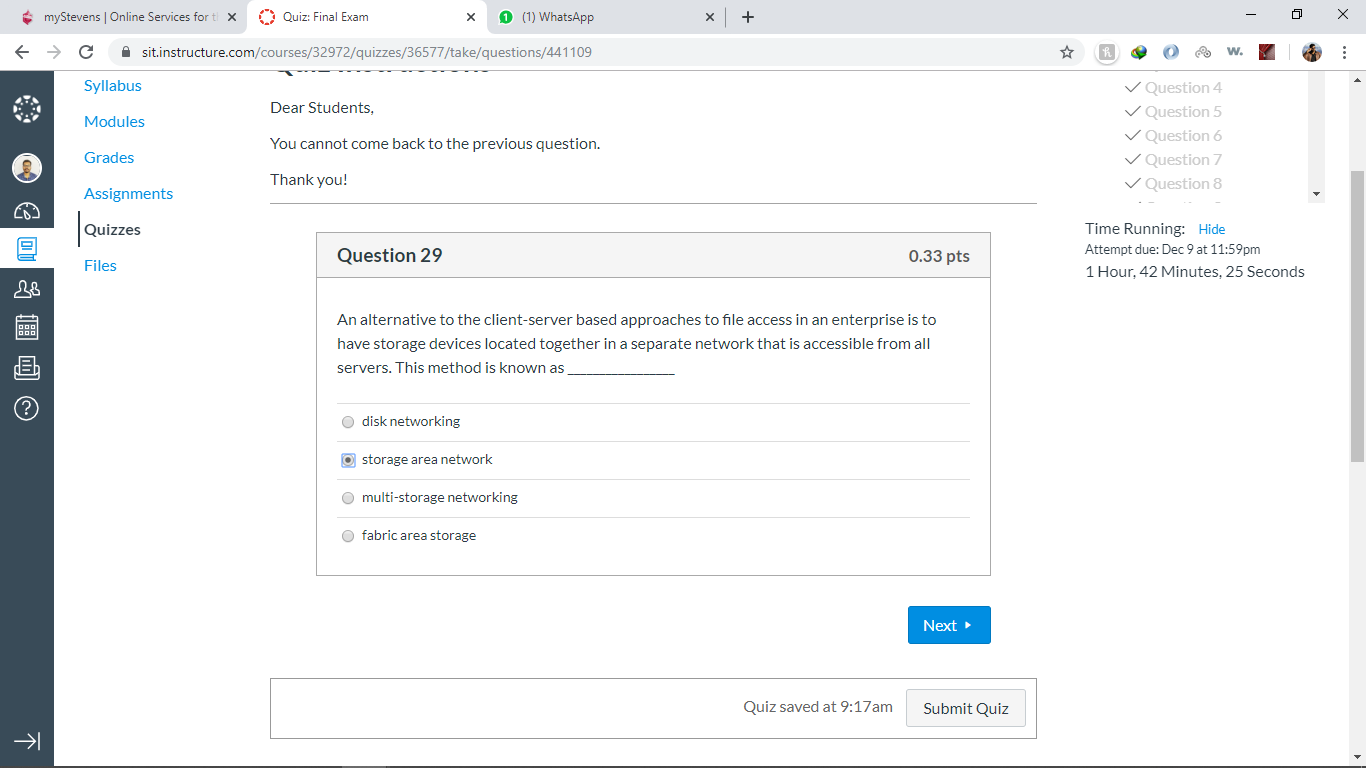 myStevens | Online Services for t
Quiz: Final Exam
(1) WhatsApp
sit.instructure.com/courses/32972/quizzes/36577/take/questions/441109
Syllabus
Modules
Grades
Assignments
Quizzes
Files
Quiz Instructions
Dear Students,
You cannot come back to the previous question.
Thank you!
Question 29
0.33 pts
An alternative to the client-server based approaches to file access in an enterprise is to
have storage devices located together in a separate network that is accessible from all
servers. This method is known as _________________
disk networking
storage area network
multi-storage networking
fabric area storage
Next
Quiz saved at 9:17am
Submit Quiz
Question 4
Question 5
Question 6
Question 7
Question 8
Time Running: Hide
Attempt due: Dec 9 at 11:59pm
1 Hour, 42 Minutes, 25 Seconds